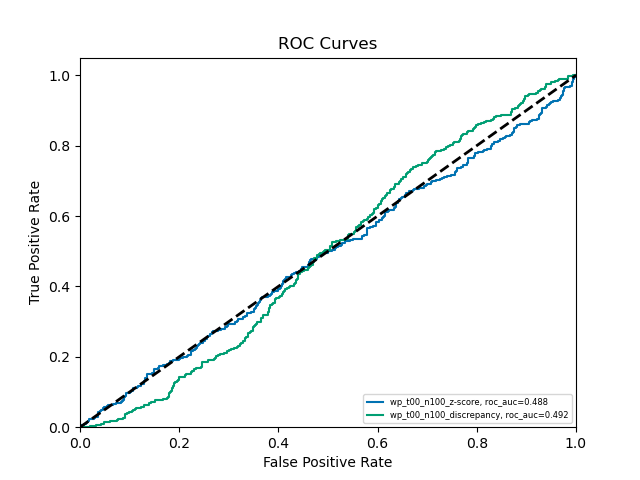 ROC Curves
True Positive Rate
1.0
0.8
0.6
0.4
0.2
0.0
wp_t00_n100_z-score, roc_auc=0.488
wp_t00_n100_discrepancy, roc_auc=0.492
0.0 0.2 0.4 0.6 0.8 1.0
False Positive Rate